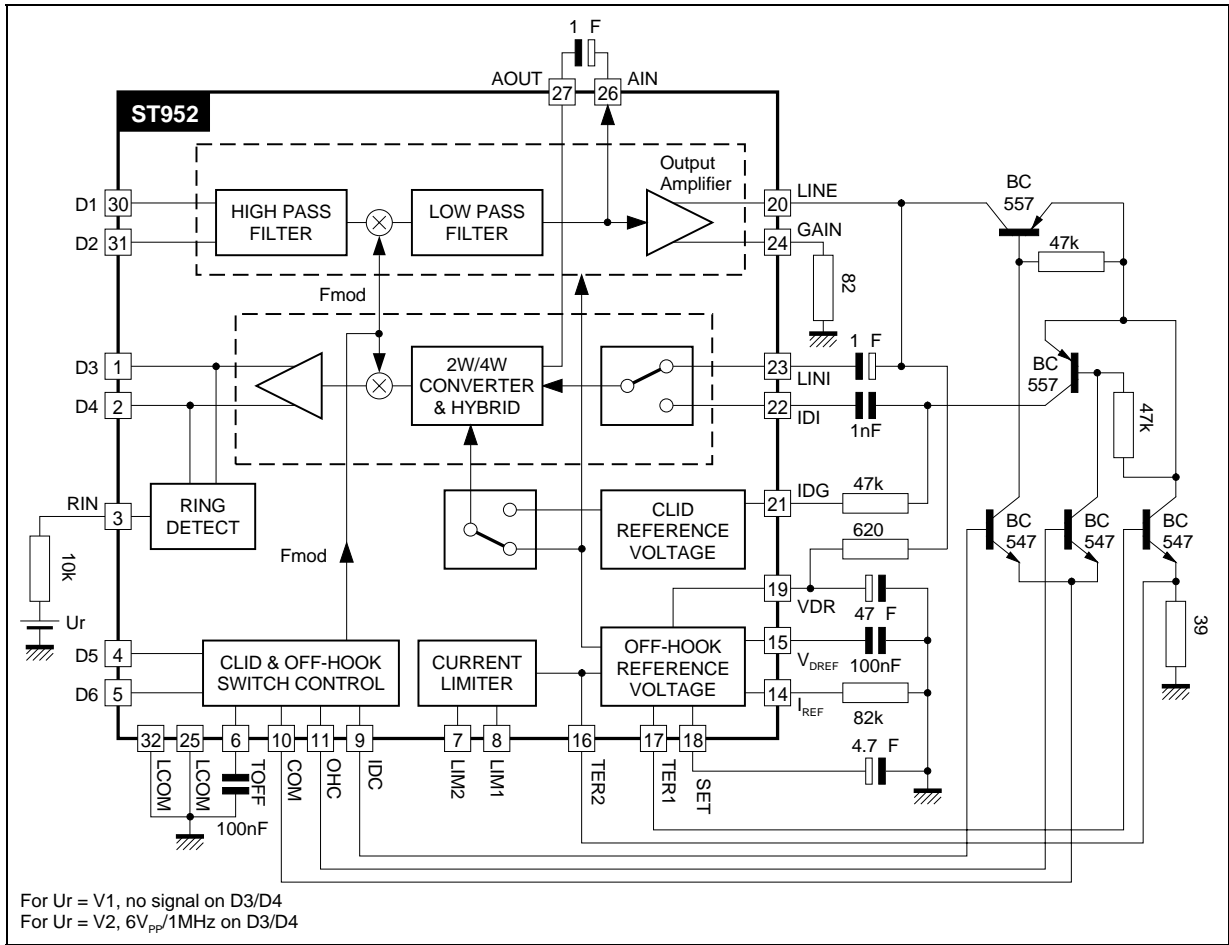 1 F
AOUT
AIN
27
26
ST952
Output
Amplifier
D1
30
HIGH PASS
FILTER
LOW PASS
FILTER
20
LINE
BC
557
D2
31
24
GAIN
47k
82
Fmod
D3
1
2W/4W
CONVERTER
& HYBRID
23
LINI
1 F
BC
557
D4
2
22
IDI
1nF
47k
RIN
3
RING
DETECT
CLID
REFERENCE
VOLTAGE
21
IDG
47k
620
BC
547
BC
547
BC
547
10k
Fmod
19
VDR
47 F
39
Ur
D5
4
CLID & OFF-HOOK
SWITCH CONTROL
CURRENT
LIMITER
OFF-HOOK
REFERENCE
VOLTAGE
15
VDREF
100nF
D6
5
14
IREF
82k
32
25
6
10
11
9
7
8
16
17
18
4.7 F
LCOM
LCOM
TOFF
COM
OHC
IDC
LIM2
LIM1
TER2
TER1
SET
100nF
For Ur = V1, no signal on D3/D4
For Ur = V2, 6VPP/1MHz on D3/D4